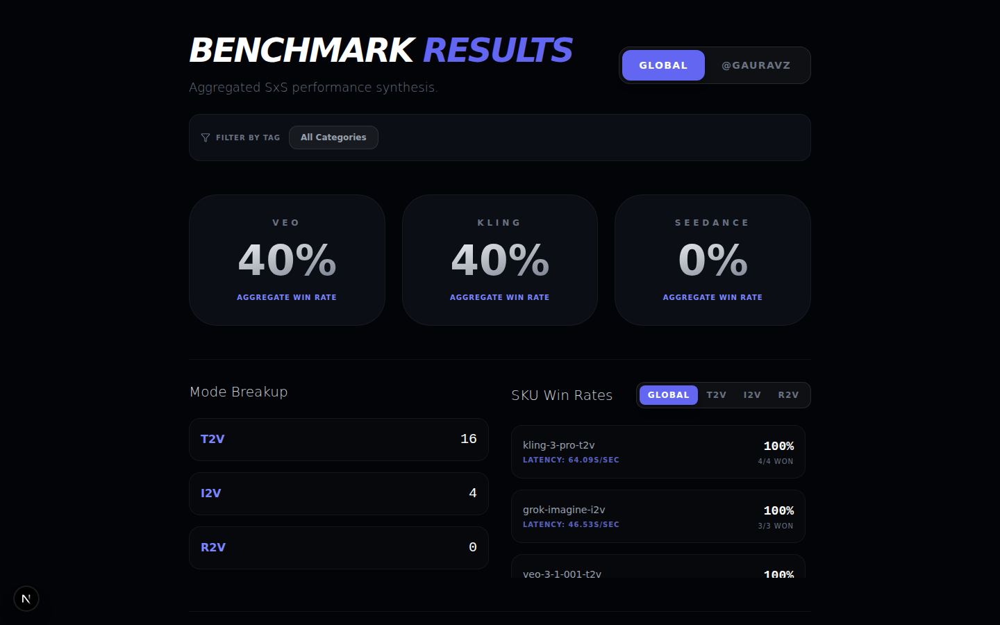 BENCHMARK RESULTS
Aggregated SxS performance synthesis.
GLOBAL
@GAURAVZ
FILTER BY TAG
All Categories
VEO
40%
AGGREGATE WIN RATE
KLING
40%
AGGREGATE WIN RATE
SEEDANCE
0%
AGGREGATE WIN RATE
Mode Breakup
T2V
16
I2V
4
R2V
0
SKU Win Rates
GLOBAL
T2V
I2V
R2V
kling-3-pro-t2v
LATENCY: 64.09S/SEC
100%
4/4 WON
grok-imagine-i2v
LATENCY: 46.53S/SEC
100%
3/3 WON
veo-3-1-001-t2v
100%
N